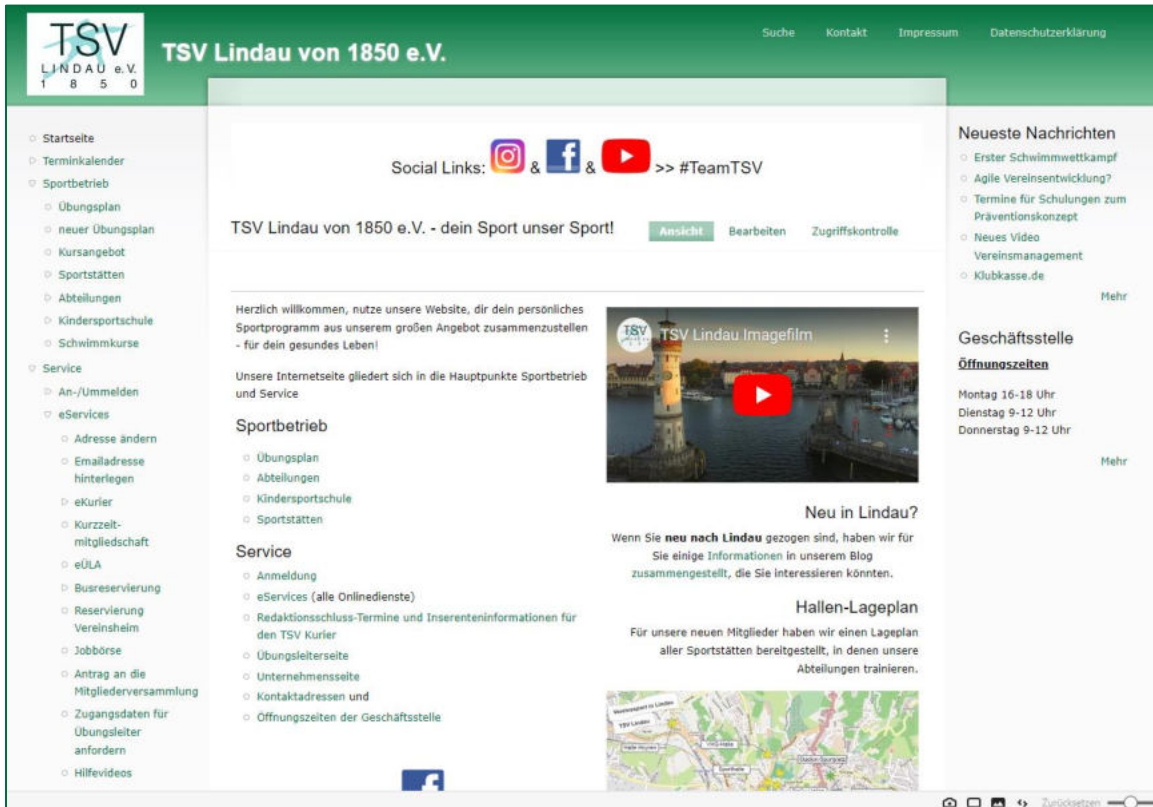 TSV
LINDAU e.V.
1 8 5 0
TSV Lindau von 1850 e.V.
Suche Kontakt Impressum Datenschutzerklärung
Startseite
Terminkalender
Sportbetrieb
Übungsplan
neuer Übungsplan
Kursangebot
Sportstätten
Abteilungen
Kindersportschule
Schwimmkurse
Service
An-/Ummelden
eServices
Adresse ändern
Emailadresse
hinterlegen
eKurier
Kurzzeit-
mitgliedschaft
eÜLA
Busreservierung
Reservierung
Vereinsheim
Jobbörse
Antrag an die
Mitgliederversammlung
Zugangsdaten für
Übungsleiter
anfordern
Hilfevideos
Social Links: & & >> #TeamTSV
TSV Lindau von 1850 e.V. - dein Sport unser Sport!
Ansicht Bearbeiten Zugriffskontrolle
Herzlich willkommen, nutze unsere Website, dir dein persönliches
Sportprogramm aus unserem großen Angebot zusammenzustellen
- für dein gesundes Leben!
Unsere Internetseite gliedert sich in die Hauptpunkte Sportbetrieb
und Service
Sportbetrieb
Übungsplan
Abteilungen
Kindersportschule
Sportstätten
Service
Anmeldung
eServices (alle Onlinedienste)
Redaktionsschluss-Termine und Inserenteninformationen für
den TSV Kurier
Übungsleiterseite
Unternehmensseite
Kontaktadressen und
Öffnungszeiten der Geschäftsstelle
TSV
TSV Lindau Imagefilm
Neu in Lindau?
Wenn Sie neu nach Lindau gezogen sind, haben wir für
Sie einige Informationen in unserem Blog
zusammengestellt, die Sie interessieren könnten.
Hallen-Lageplan
Für unsere neuen Mitglieder haben wir einen Lageplan
aller Sportstätten bereitgestellt, in denen unsere
Abteilungen trainieren.
TSV Lindau
Neueste Nachrichten
Erster Schwimmwettkampf
Agile Vereinsentwicklung?
Termine für Schulungen zum
Präventionskonzept
Neues Video
Vereinsmanagement
Klubkasse.de
Mehr
Geschäftsstelle
Öffnungszeiten
Montag 16-18 Uhr
Dienstag 9-12 Uhr
Donnerstag 9-12 Uhr
Mehr
Zurücksetzen